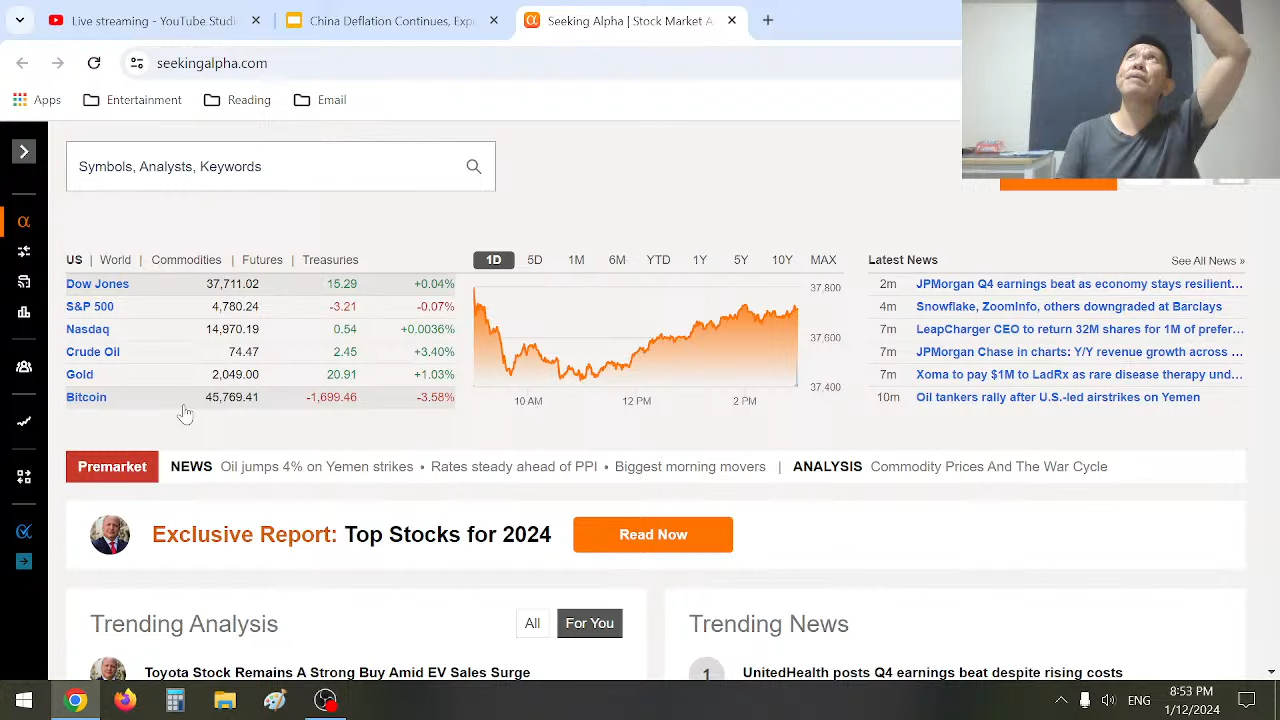 Live streaming - YouTube Studi
China Deflation Continues, Exp
Seeking Alpha | Stock Market A
seekingalpha.com
Apps
Entertainment
Reading
Email
Symbols, Analysts, Keywords
US | World | Commodities | Futures | Treasuries
Dow Jones 37,711.02 15.29 +0.04%
S&P 500 4,780.24 -3.21 -0.07%
Nasdaq 14,970.19 0.54 +0.0036%
Crude Oil 74.47 2.45 +3.40%
Gold 2,049.00 20.91 +1.03%
Bitcoin 45,769.41 -1,699.46 -3.58%
1D 5D 1M 6M YTD 1Y 5Y 10Y MAX
37,800
37,600
37,400
10 AM 12 PM 2 PM
Latest News See All News »
2m JPMorgan Q4 earnings beat as economy stays resilient...
4m Snowflake, ZoomInfo, others downgraded at Barclays
7m LeapCharger CEO to return 32M shares for 1M of prefer...
7m JPMorgan Chase in charts: Y/Y revenue growth across ...
7m Xoma to pay $1M to LadRx as rare disease therapy und...
10m Oil tankers rally after U.S.-led airstrikes on Yemen
Premarket NEWS Oil jumps 4% on Yemen strikes • Rates steady ahead of PPI • Biggest morning movers | ANALYSIS Commodity Prices And The War Cycle
Exclusive Report: Top Stocks for 2024 Read Now
Trending Analysis All For You
Toyota Stock Remains A Strong Buy Amid EV Sales Surge
Trending News
1 UnitedHealth posts Q4 earnings beat despite rising costs
ENG
8:53 PM
1/12/2024